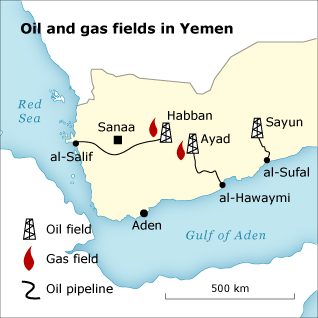 Oil and gas fields in Yemen
Red
Sea
Sanaa
Habban
Ayad
Sayun
al-Salif
al-Sufal
al-Hawaymi
Aden
Gulf of Aden
Oil field
Gas field
Oil pipeline
500 km